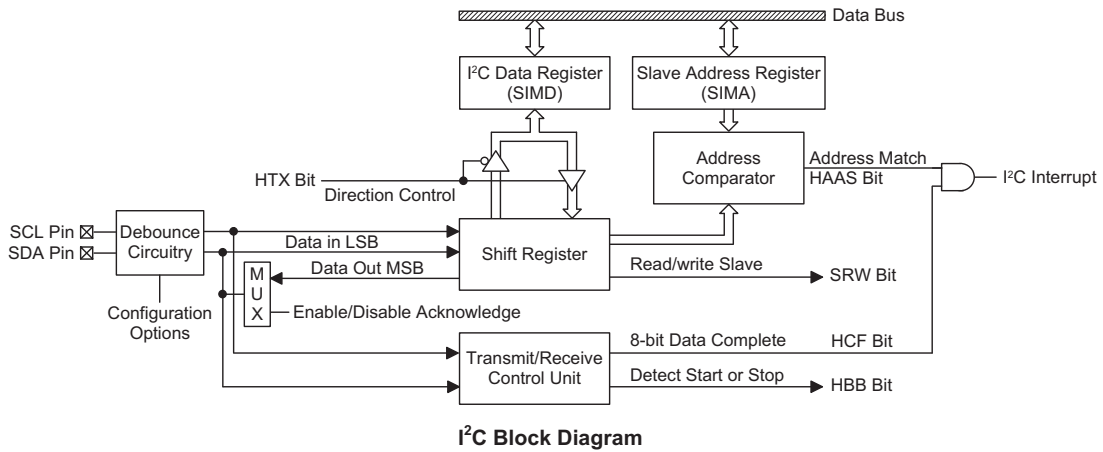 Data Bus
I²C Data Register
(SIMD)
Slave Address Register
(SIMA)
Address
Comparator
Address Match
HAAS Bit
I²C Interrupt
HTX Bit
Direction Control
SCL Pin
SDA Pin
Debounce
Circuitry
Data in LSB
Shift Register
Data Out MSB
Read/write Slave
SRW Bit
M
U
X
Enable/Disable Acknowledge
Configuration
Options
Transmit/Receive
Control Unit
8-bit Data Complete
HCF Bit
Detect Start or Stop
HBB Bit
I²C Block Diagram